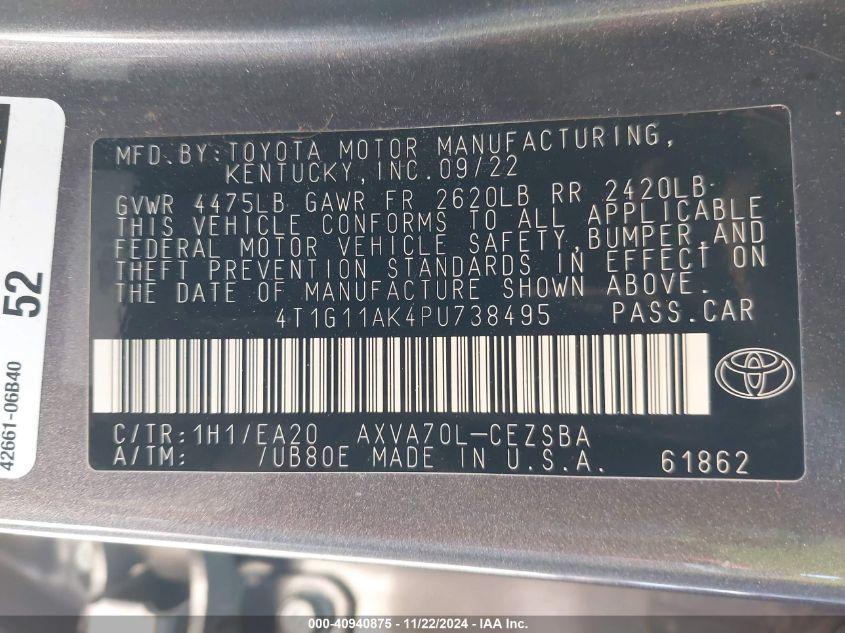 MFD.BY:TOYOTA MOTOR MANUFACTURING,
KENTUCKY,INC.09/22
GVWR 4475LB GAWR FR 2620LB RR 2420LB
THIS VEHICLE CONFORMS TO ALL APPLICABLE
FEDERAL MOTOR VEHICLE SAFETY,BUMPER,AND
THEFT PREVENTION STANDARDS IN EFFECT ON
THE DATE OF MANUFACTURE SHOWN ABOVE.
4T1G11AK4PU738495 PASS.CAR
C/TR:1H1/EA20 AXVA70L-CEZSBA
A/TM: /UB80E MADE IN U.S.A. 61862
52
42661-06B40
000-40940875 - 11/22/2024 - IAA Inc.